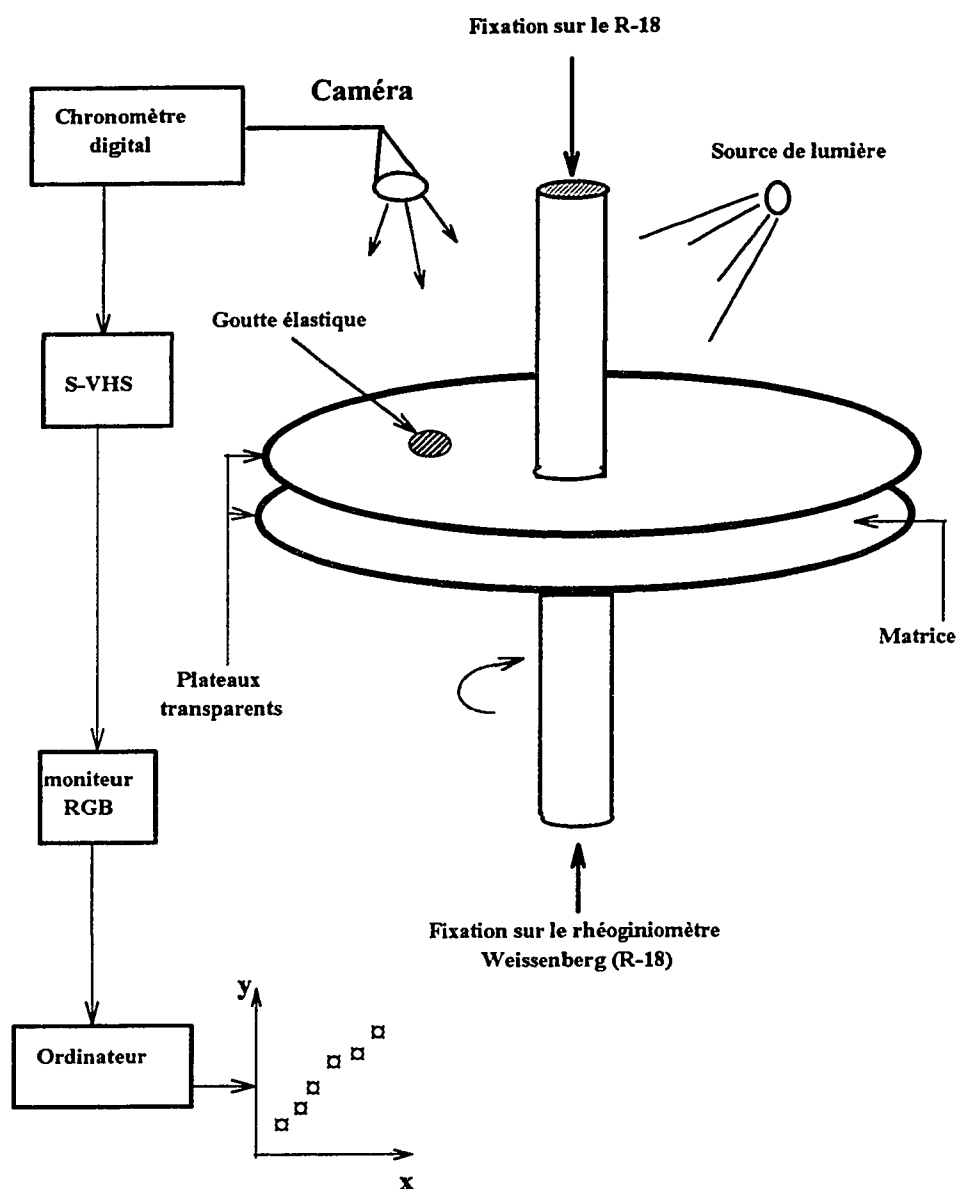 Fixation sur le R-18
Caméra
Chronomètre
digital
Source de lumière
Goutte élastique
S-VHS
Matrice
Plateaux
transparents
moniteur
RGB
Fixation sur le rhéoginiomètre
Weissenberg (R-18)
y
Ordinateur
x